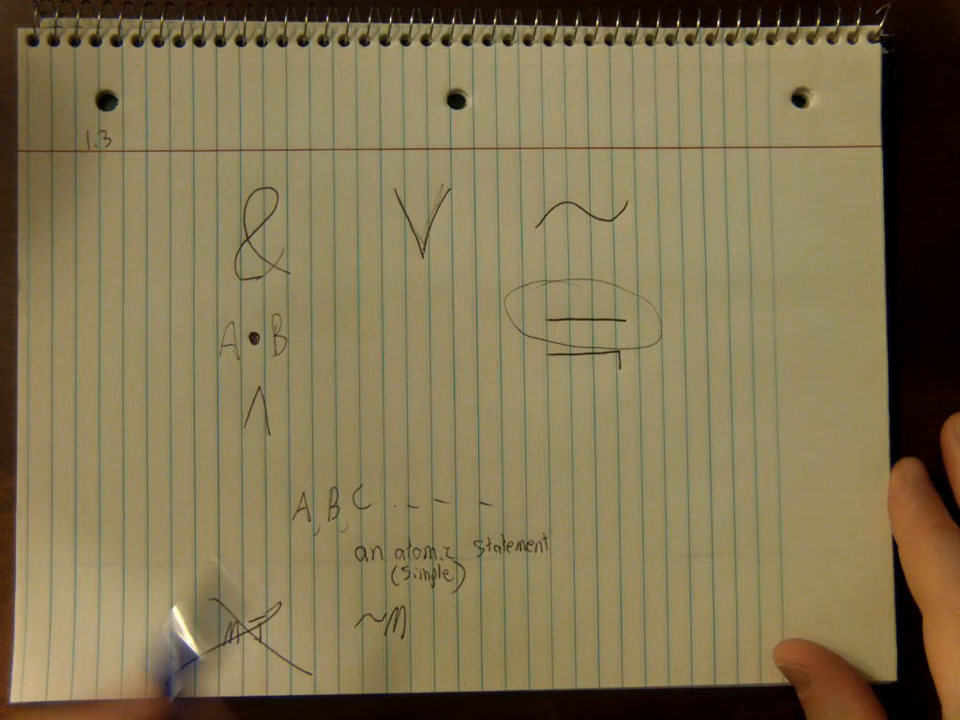 1.3
& V ~
A • B —
¬
∧
A, B, C . - - -
an atomic statement
(simple)
~M